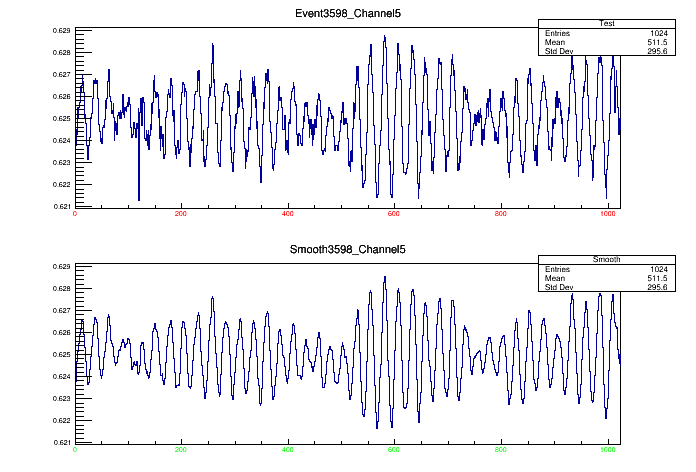 Event3598_Channel5
Test
Entries 1024
Mean 511.5
Std Dev 295.6
0.629
0.628
0.627
0.626
0.625
0.624
0.623
0.622
0.621
0 200 400 600 800 1000
Smooth3598_Channel5
Smooth
Entries 1024
Mean 511.5
Std Dev 295.6
0.629
0.628
0.627
0.626
0.625
0.624
0.623
0.622
0.621
0 200 400 600 800 1000